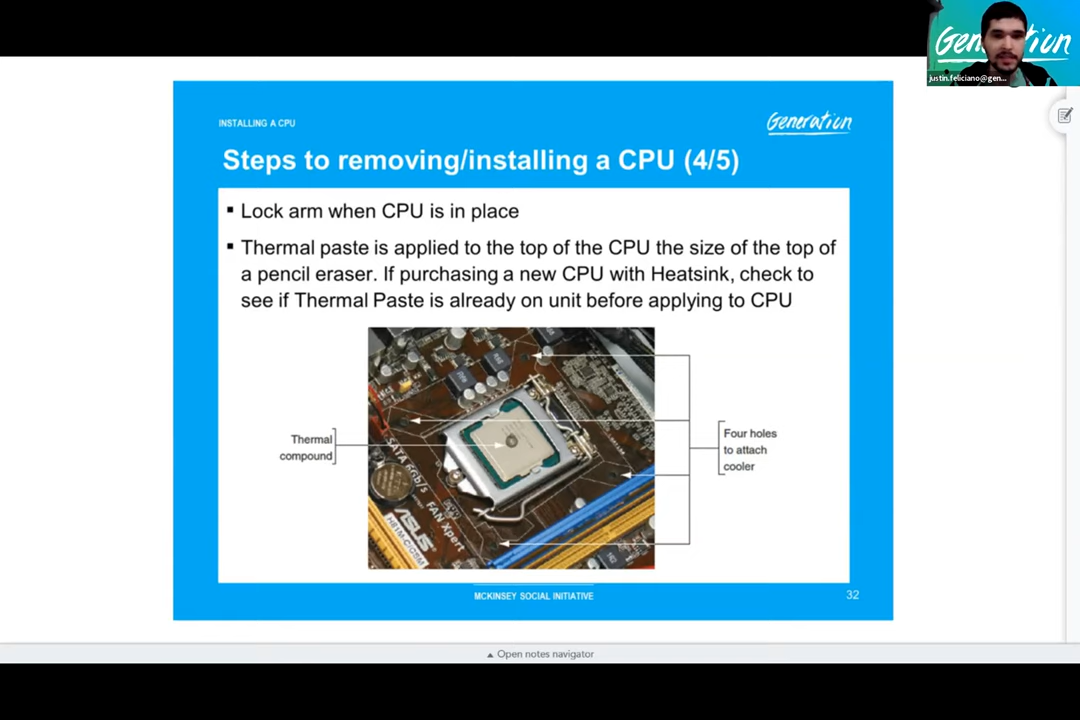 Generation
justin.feliciano@gen...
INSTALLING A CPU
Generation
Steps to removing/installing a CPU (4/5)
▪ Lock arm when CPU is in place
▪ Thermal paste is applied to the top of the CPU the size of the top of
a pencil eraser. If purchasing a new CPU with Heatsink, check to
see if Thermal Paste is already on unit before applying to CPU
Thermal
compound
Four holes
to attach
cooler
SATA 6Gb/s
FAN Xpert
ASUS
H81M-C/CSM
MCKINSEY SOCIAL INITIATIVE
32
▲ Open notes navigator